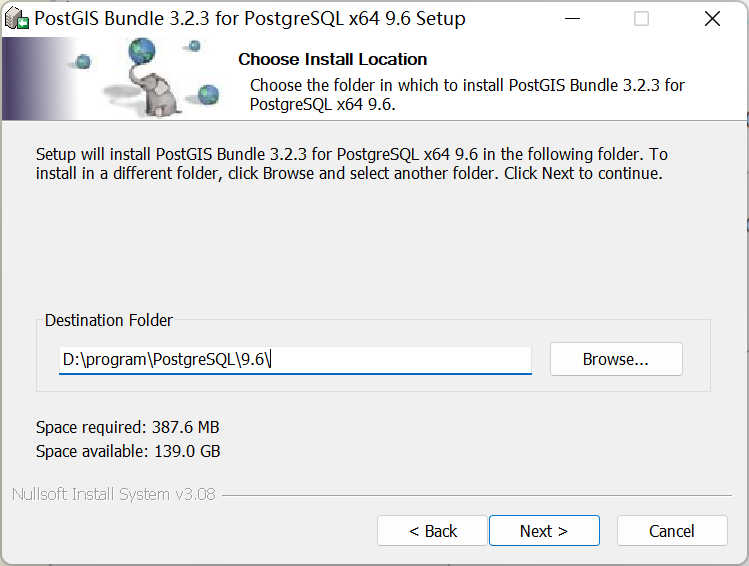 PostGIS Bundle 3.2.3 for PostgreSQL x64 9.6 Setup
Choose Install Location
Choose the folder in which to install PostGIS Bundle 3.2.3 for
PostgreSQL x64 9.6.
Setup will install PostGIS Bundle 3.2.3 for PostgreSQL x64 9.6 in the following folder. To
install in a different folder, click Browse and select another folder. Click Next to continue.
Destination Folder
D:\program\PostgreSQL\9.6\
Browse...
Space required: 387.6 MB
Space available: 139.0 GB
Nullsoft Install System v3.08
< Back
Next >
Cancel